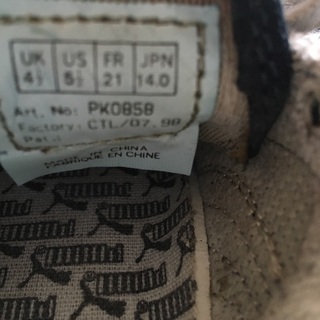 UK US FR JPN
4½ 5½ 21 14.0
Art. No: PK0858
Factory: CTL/07.98
MADE IN CHINA
FABRIQUE EN CHINE